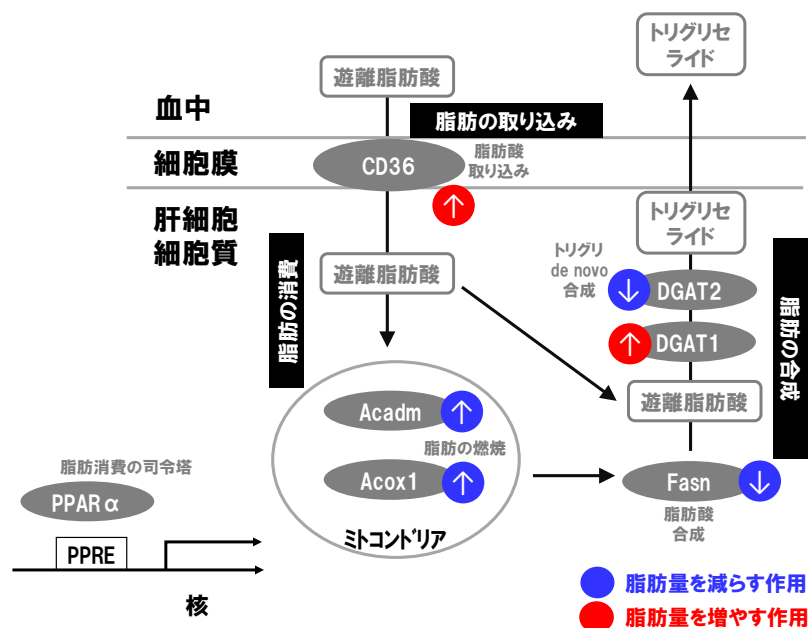 トリグリセ
ライド
遊離脂肪酸
血中
脂肪の取り込み
細胞膜
CD36
脂肪酸
取り込み
↑
肝細胞
細胞質
トリグリセ
ライド
脂肪の消費
遊離脂肪酸
トリグリ
de novo
合成
↓
DGAT2
↑
DGAT1
脂肪の合成
遊離脂肪酸
Acadm
↑
脂肪の燃焼
Acox1
↑
ミトコンドリア
Fasn
↓
脂肪酸
合成
脂肪消費の司令塔
PPARα
PPRE
核
脂肪量を減らす作用
脂肪量を増やす作用